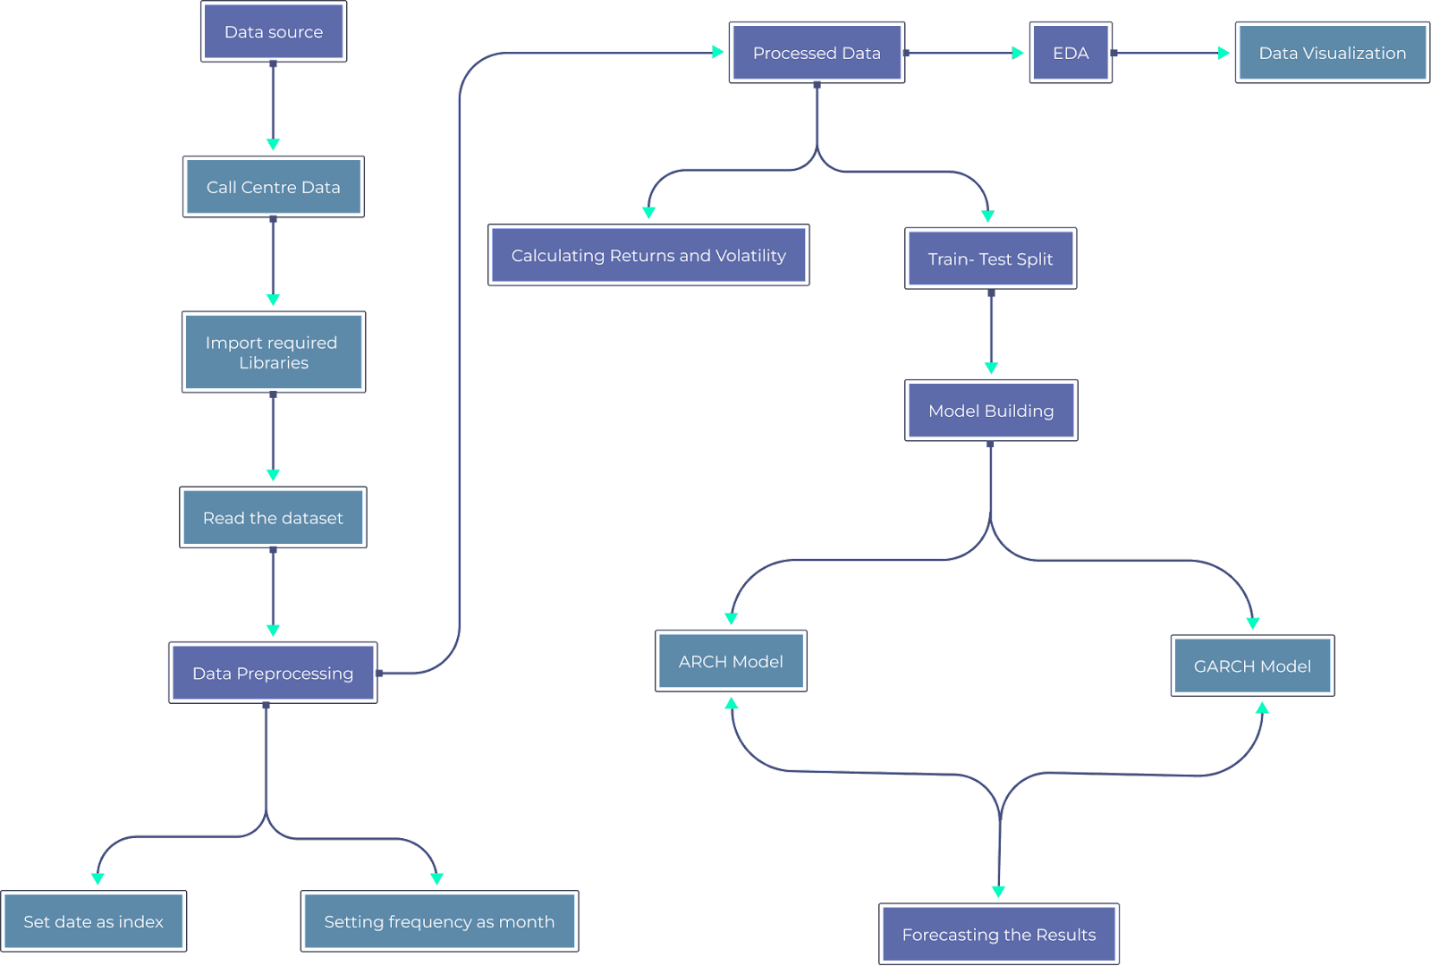 Data source
Call Centre Data
Import required
Libraries
Read the dataset
Data Preprocessing
Set date as index
Setting frequency as month
Processed Data
EDA
Data Visualization
Calculating Returns and Volatility
Train- Test Split
Model Building
ARCH Model
GARCH Model
Forecasting the Results